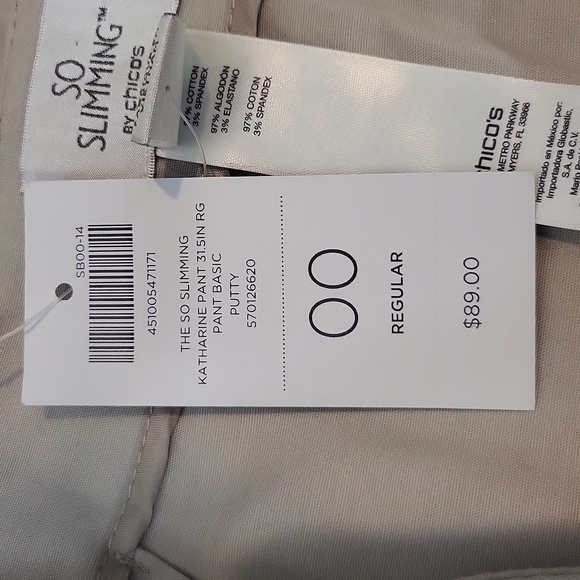 SO
SLIMMING™
BY chico's
97% COTTON
3% SPANDEX
97% ALGODÓN
3% ELASTANO
97% COTTON
3% SPANDEX
chico's
METRO PARKWAY
MYERS, FL 33966
Importado en México por:
Importadora Globastic,
S.A. de C.V.
Mario
SB00-14
451005471171
THE SO SLIMMING
KATHARINE PANT 31.5IN RG
PANT BASIC
PUTTY
570126620
00
REGULAR
$89.00